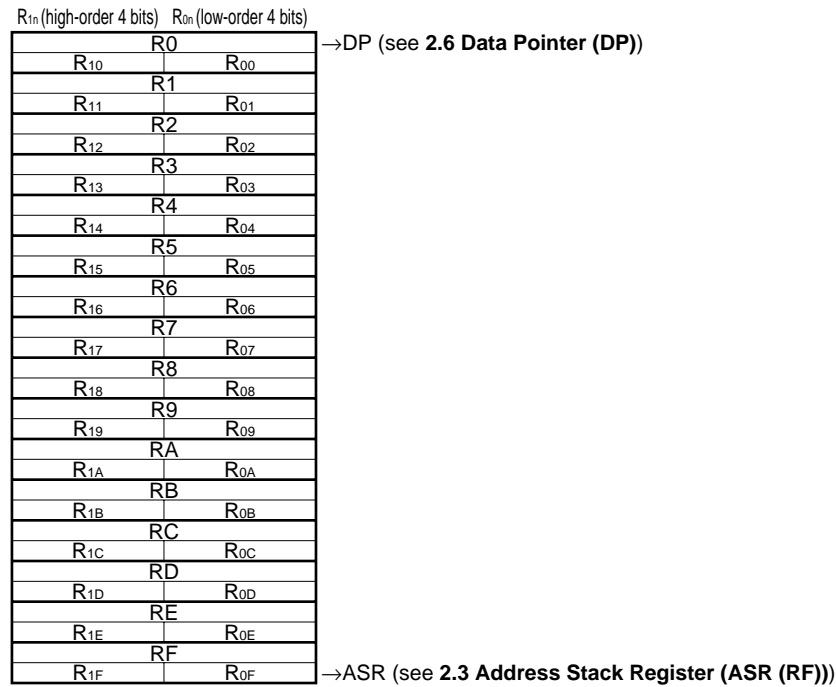 R1n (high-order 4 bits) R0n (low-order 4 bits)
R0 →DP (see 2.6 Data Pointer (DP))
R10 R00
R1
R11 R01
R2
R12 R02
R3
R13 R03
R4
R14 R04
R5
R15 R05
R6
R16 R06
R7
R17 R07
R8
R18 R08
R9
R19 R09
RA
R1A R0A
RB
R1B R0B
RC
R1C R0C
RD
R1D R0D
RE
R1E R0E
RF
R1F R0F →ASR (see 2.3 Address Stack Register (ASR (RF)))